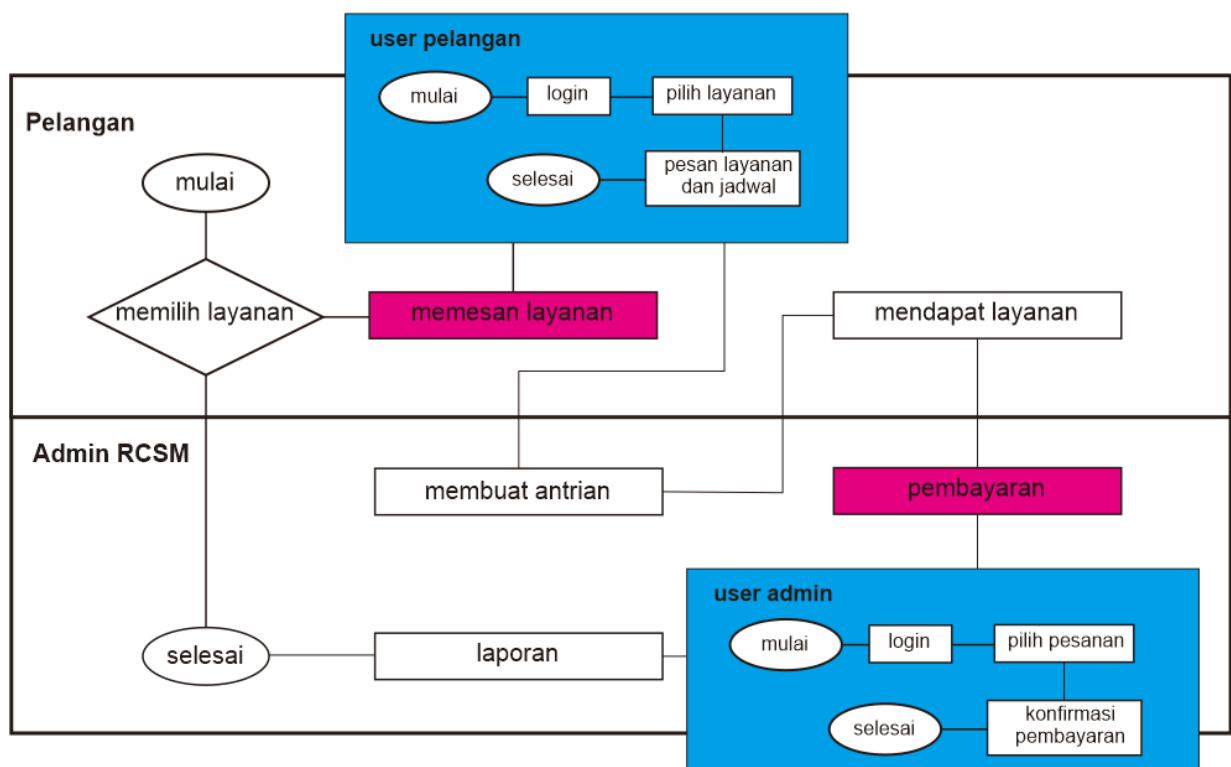 user pelangan
mulai
login
pilih layanan
pesan layanan
dan jadwal
selesai
Pelangan
mulai
memilih layanan
memesan layanan
mendapat layanan
Admin RCSM
membuat antrian
pembayaran
user admin
mulai
login
pilih pesanan
konfirmasi
pembayaran
selesai
laporan
selesai